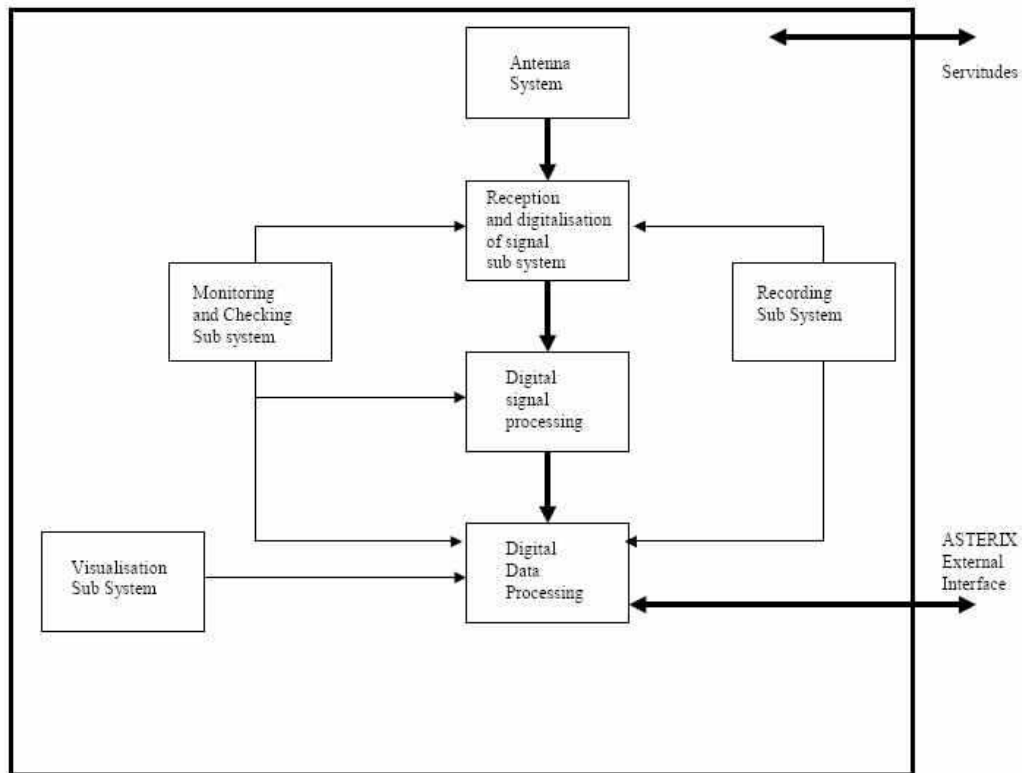 Antenna
System
Servitudes
Reception
and digitalisation
of signal
sub system
Monitoring
and Checking
Sub system
Recording
Sub System
Digital
signal
processing
Visualisation
Sub System
Digital
Data
Processing
ASTERIX
External
Interface